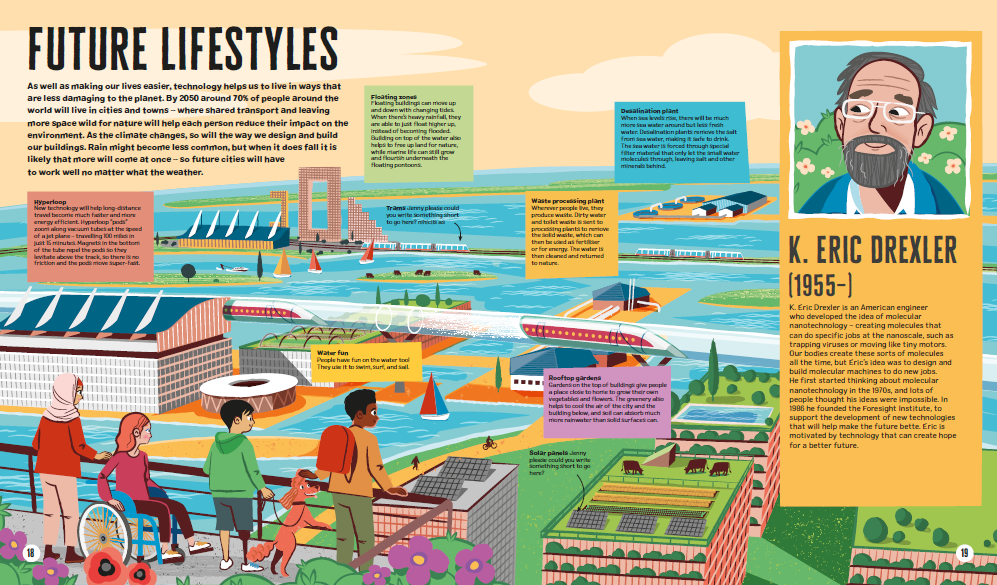 FUTURE LIFESTYLES
As well as making our lives easier, technology helps us to live in ways that
are less damaging to the planet. By 2050 around 70% of people around the
world will live in cities and towns – where shared transport and leaving
more space wild for nature will help each person reduce their impact on the
environment. As the climate changes, so will the way we design and build
our buildings. Rain might become less common, but when it does fall it is
likely that more will come at once – so future cities will have
to work well no matter what the weather.
Floating zones
Floating buildings can move up
and down with changing tides.
When there's heavy rainfall, they
are able to just float higher up,
instead of becoming flooded.
Building on top of the water also
helps to free up land for nature,
while marine life can still grow
and flourish underneath the
floating pontoons.
Desalination plant
When sea levels rise, there will be much
more sea water around but less fresh
water. Desalination plants remove the salt
from sea water, making it safe to drink.
The sea water is forced through special
filter material that only let the small water
molecules through, leaving salt and other
minerals behind.
Hyperloop
New technology will help long-distance
travel become much faster and more
energy efficient. Hyperloop "pods"
zoom along vacuum tubes at the speed
of a jet plane – travelling 100 miles in
just 15 minutes. Magnets in the bottom
of the tube repel the pods so they
levitate above the track, so there is no
friction and the pods move super-fast.
Trams Jenny please could
you write something short
to go here? rhicris as
Waste processing plant
Wherever people live, they
produce waste. Dirty water
and toilet waste is sent to
processing plants to remove
the solid waste, which can
then be used as fertiliser
or for energy. The water is
then cleaned and returned
to nature.
Water fun
People have fun on the water too!
They use it to swim, surf, and sail.
Rooftop gardens
Gardens on the top of buildings give people
a place close to home to grow their own
vegetables and flowers. The greenery also
helps to cool the air of the city and the
building below, and soil can absorb much
more rainwater than solid surfaces can.
Solar panels Jenny
please could you write
something short to go
here?
K. ERIC DREXLER
(1955–)
K. Eric Drexler is an American engineer
who developed the idea of molecular
nanotechnology – creating molecules that
can do specific jobs at the nanoscale, such as
trapping viruses or moving like tiny motors.
Our bodies create these sorts of molecules
all the time, but Eric's idea was to design and
build molecular machines to do new jobs.
He first started thinking about molecular
nanotechnology in the 1970s, and lots of
people thought his ideas were impossible. In
1986 he founded the Foresight Institute, to
support the development of new technologies
that will help make the future bette. Eric is
motivated by technology that can create hope
for a better future.
18
19